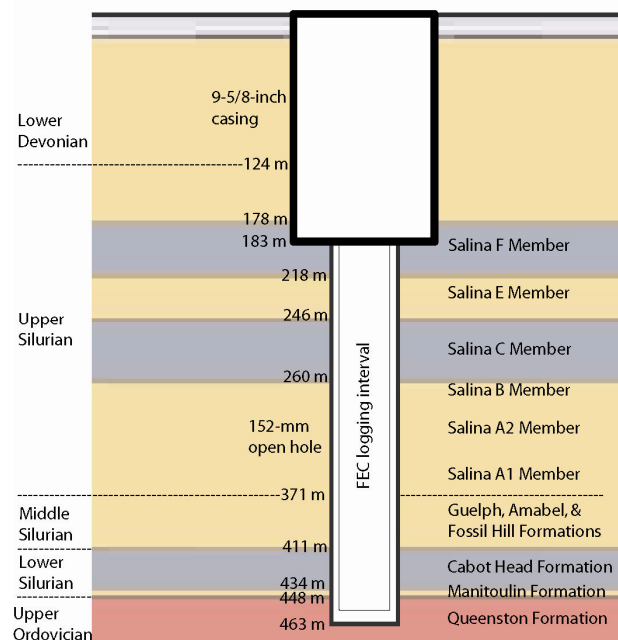 9-5/8-inch
casing
Lower
Devonian
124 m
178 m
183 m
Salina F Member
218 m
Salina E Member
246 m
Upper
Silurian
Salina C Member
260 m
Salina B Member
152-mm
open hole
FEC logging interval
Salina A2 Member
Salina A1 Member
371 m
Middle
Silurian
Guelph, Amabel, &
Fossil Hill Formations
411 m
Lower
Silurian
Cabot Head Formation
434 m
Manitoulin Formation
448 m
Upper
Ordovician
Queenston Formation
463 m